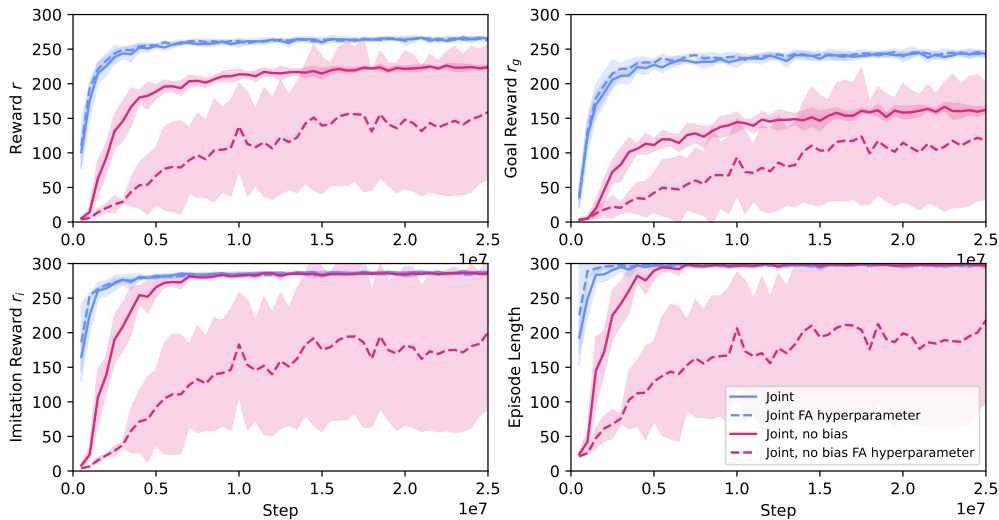 300
250
200
150
100
50
0
Reward r
0.0 0.5 1.0 1.5 2.0 2.5
1e7
300
250
200
150
100
50
0
Goal Reward r_g
0.0 0.5 1.0 1.5 2.0 2.5
1e7
300
250
200
150
100
50
0
Imitation Reward r_i
0.0 0.5 1.0 1.5 2.0 2.5
Step
1e7
300
250
200
150
100
50
0
Episode Length
Joint
Joint FA hyperparameter
Joint, no bias
Joint, no bias FA hyperparameter
0.0 0.5 1.0 1.5 2.0 2.5
Step
1e7